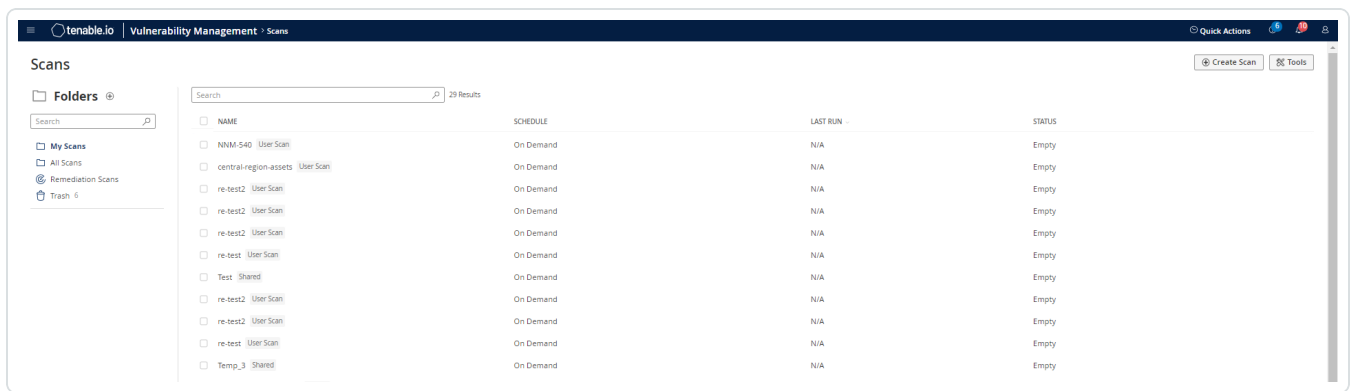 tenable.io Vulnerability Management > Scans Quick Actions 6 10
Scans
Create Scan Tools
Folders
Search
My Scans
All Scans
Remediation Scans
Trash 6
Search 29 Results
NAME SCHEDULE LAST RUN STATUS
NNM-540 User Scan On Demand N/A Empty
central-region-assets User Scan On Demand N/A Empty
re-test2 User Scan On Demand N/A Empty
re-test2 User Scan On Demand N/A Empty
re-test2 User Scan On Demand N/A Empty
re-test User Scan On Demand N/A Empty
Test Shared On Demand N/A Empty
re-test2 User Scan On Demand N/A Empty
re-test2 User Scan On Demand N/A Empty
re-test User Scan On Demand N/A Empty
Temp_3 Shared On Demand N/A Empty